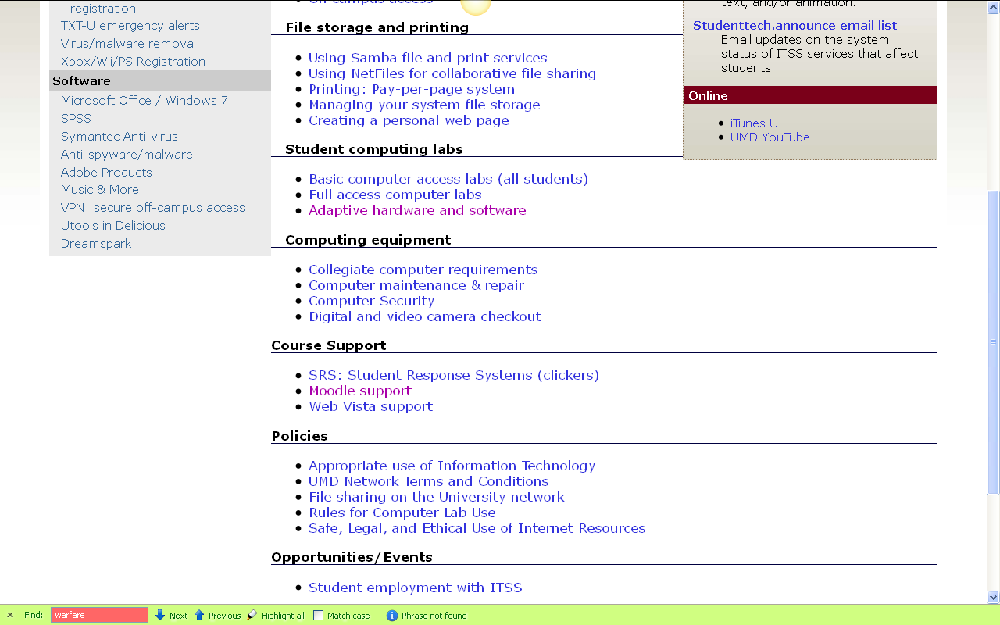 registration
TXT-U emergency alerts
Virus/malware removal
Xbox/Wii/PS Registration
Software
Microsoft Office / Windows 7
SPSS
Symantec Anti-virus
Anti-spyware/malware
Adobe Products
Music & More
VPN: secure off-campus access
Utools in Delicious
Dreamspark
Off-campus access
File storage and printing
Using Samba file and print services
Using NetFiles for collaborative file sharing
Printing: Pay-per-page system
Managing your system file storage
Creating a personal web page
Student computing labs
Basic computer access labs (all students)
Full access computer labs
Adaptive hardware and software
Computing equipment
Collegiate computer requirements
Computer maintenance & repair
Computer Security
Digital and video camera checkout
Course Support
SRS: Student Response Systems (clickers)
Moodle support
Web Vista support
Policies
Appropriate use of Information Technology
UMD Network Terms and Conditions
File sharing on the University network
Rules for Computer Lab Use
Safe, Legal, and Ethical Use of Internet Resources
Opportunities/Events
Student employment with ITSS
text, and/or animation.
Studenttech.announce email list
Email updates on the system
status of ITSS services that affect
students.
Online
iTunes U
UMD YouTube
Find: warfare Next Previous Highlight all Match case Phrase not found